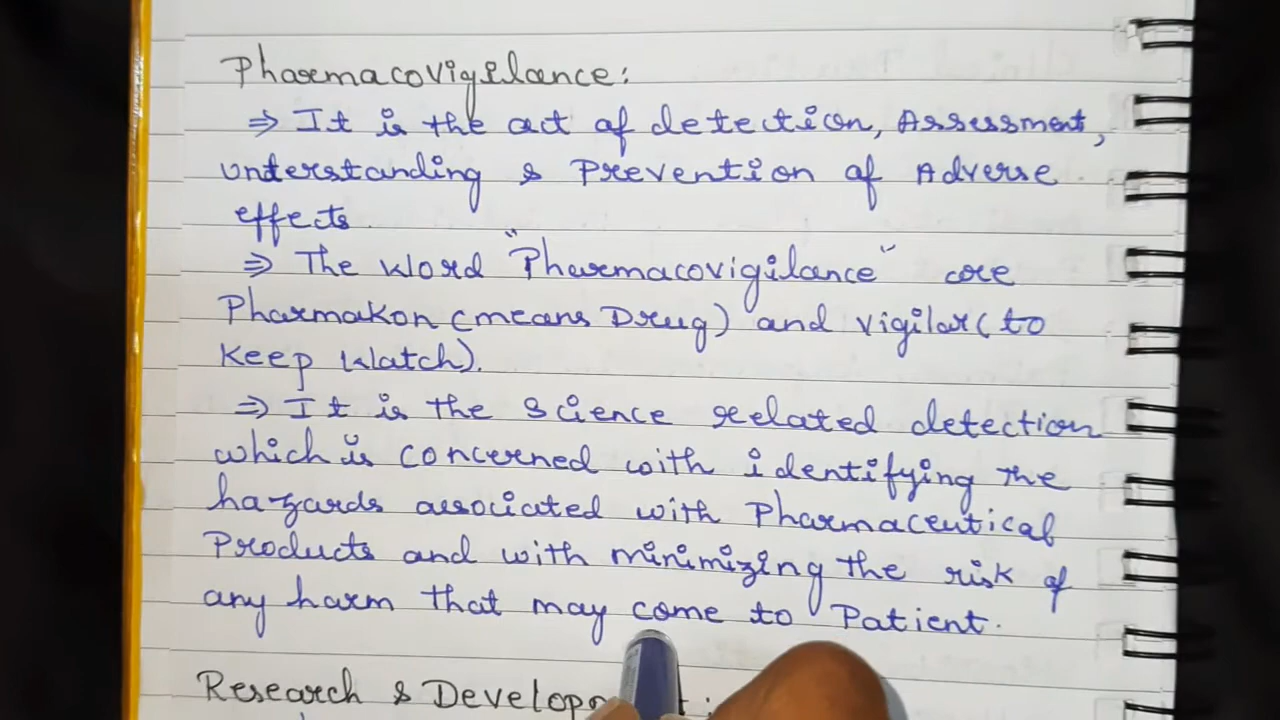 Pharmacovigilance:
⇒ It is the act of detection, Assessment,
understanding & Prevention of Adverse
effects.
⇒ The word "Pharmacovigilance" are
Pharmakon (means Drug) and vigilar (to
Keep Watch).
⇒ It is the science related detection
which is concerned with identifying the
hazards associated with Pharmaceutical
Products and with minimizing the risk of
any harm that may come to Patient.
Research & Develop